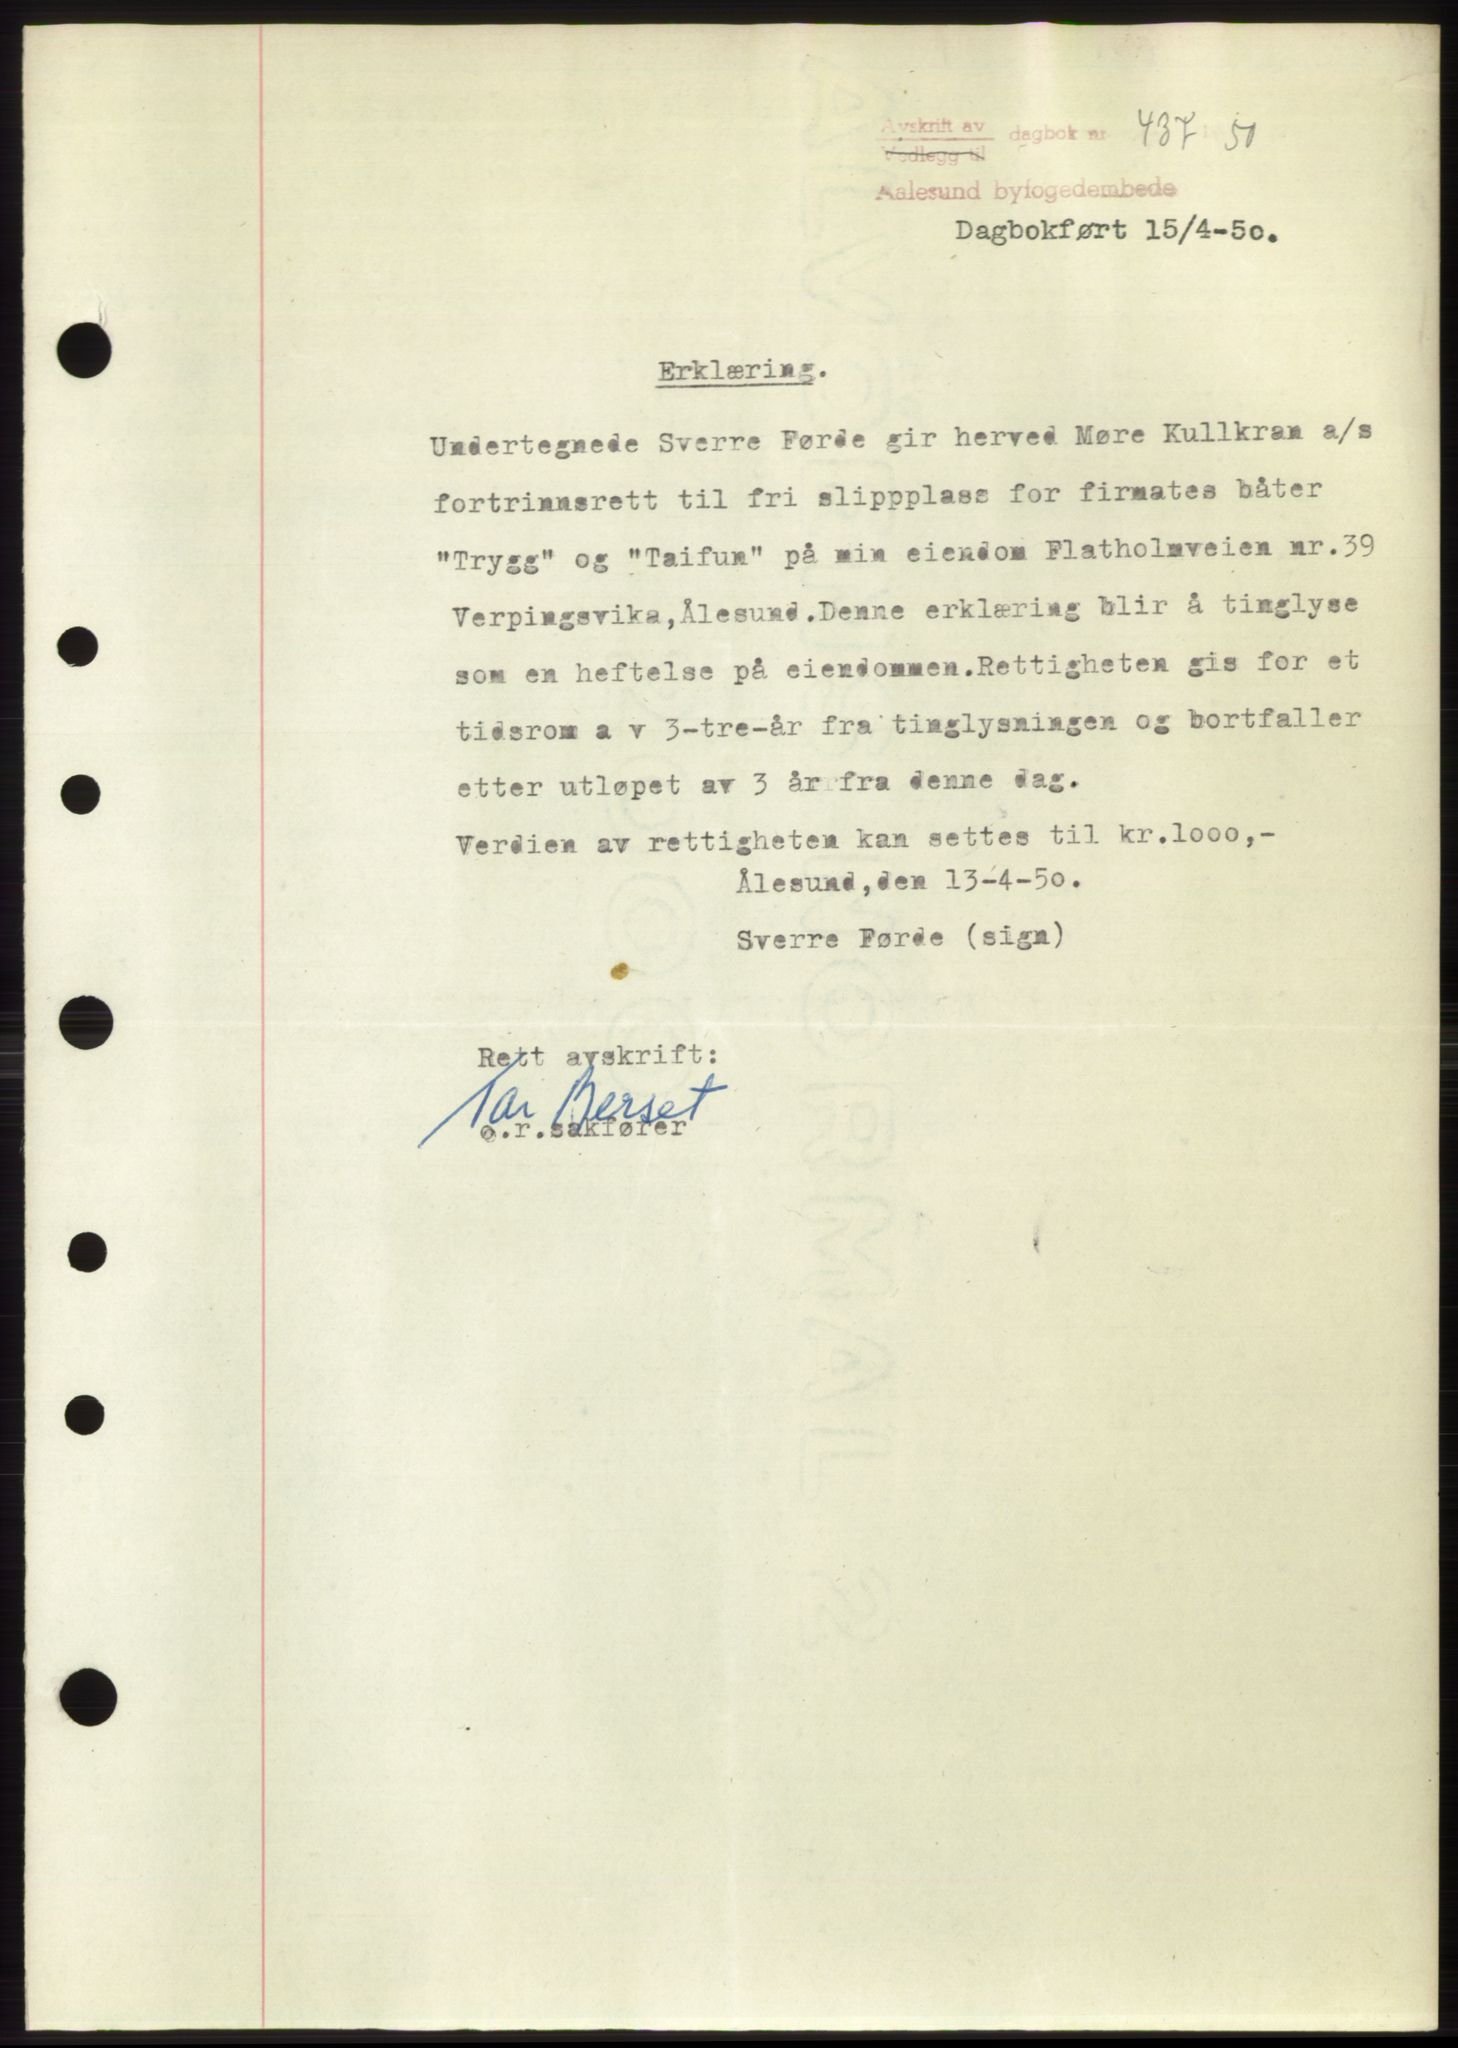 Avskrift av
Vedlegg til
dagbok nr 437 50
Aalesund byfogedembede
Dagbokført 15/4-5o.
Erklæring.
Undertegnede Sverre Førde gir herved Møre Kullkran a/s
fortrinnsrett til fri slippplass for firmates båter
"Trygg" og "Taifun" på min eiendom Flatholmveien nr.39
Verpingsvika,Ålesund.Denne erklæring blir å tinglyse
som en heftelse på eiendommen.Rettigheten gis for et
tidsrom a v 3-tre-år fra tinglysningen og bortfaller
etter utløpet av 3 år fra denne dag.
Verdien av rettigheten kan settes til kr.looo,-
Ålesund,den 13-4-5o.
Sverre Førde (sign)
Rett avskrift:
Berset
o.r.sakfører